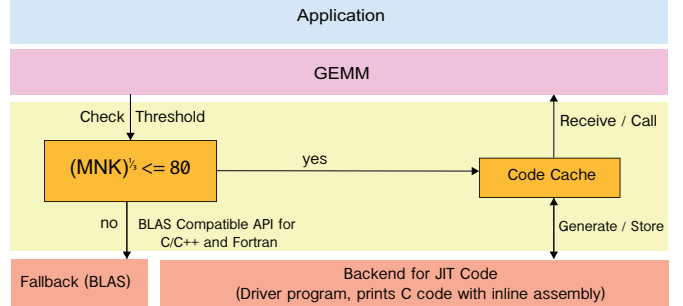 Application
GEMM
Check Threshold
Receive / Call
(MNK)⅓ <= 80
yes
Code Cache
no
BLAS Compatible API for
C/C++ and Fortran
Generate / Store
Fallback (BLAS)
Backend for JIT Code
(Driver program, prints C code with inline assembly)